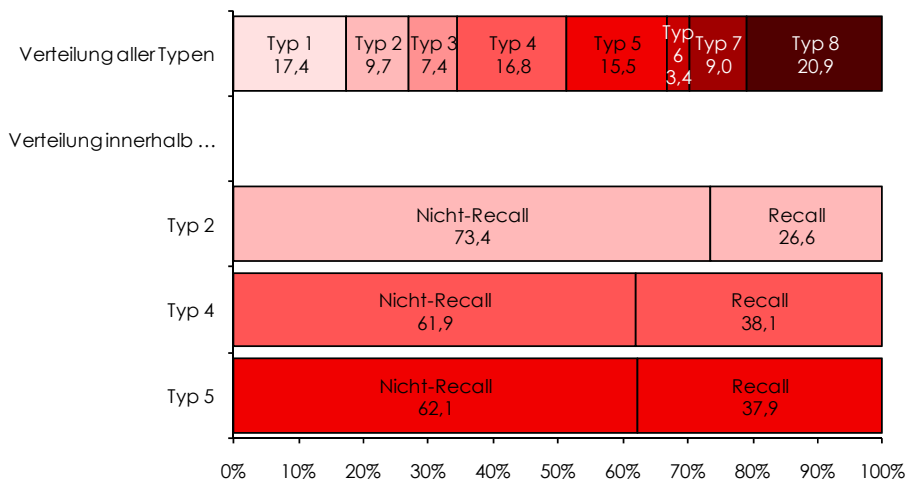 Verteilung aller Typen
Typ 1
17,4
Typ 2
9,7
Typ 3
7,4
Typ 4
16,8
Typ 5
15,5
Typ
6
3,4
Typ 7
9,0
Typ 8
20,9
Verteilung innerhalb ...
Typ 2
Nicht-Recall
73,4
Recall
26,6
Typ 4
Nicht-Recall
61,9
Recall
38,1
Typ 5
Nicht-Recall
62,1
Recall
37,9
0% 10% 20% 30% 40% 50% 60% 70% 80% 90% 100%